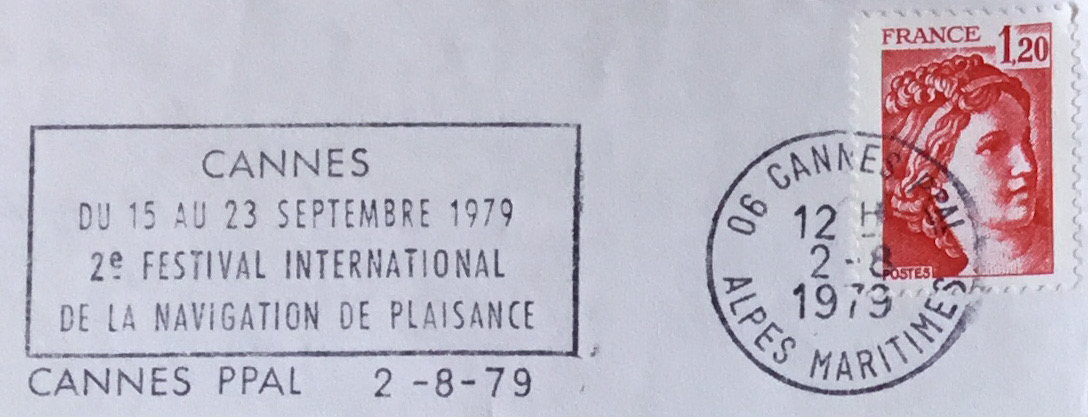 CANNES
DU 15 AU 23 SEPTEMBRE 1979
2e FESTIVAL INTERNATIONAL
DE LA NAVIGATION DE PLAISANCE
CANNES PPAL 2-8-79
06 CANNES PPAL
12 H
2-8
1979
ALPES MARITIMES
FRANCE 1,20
POSTES